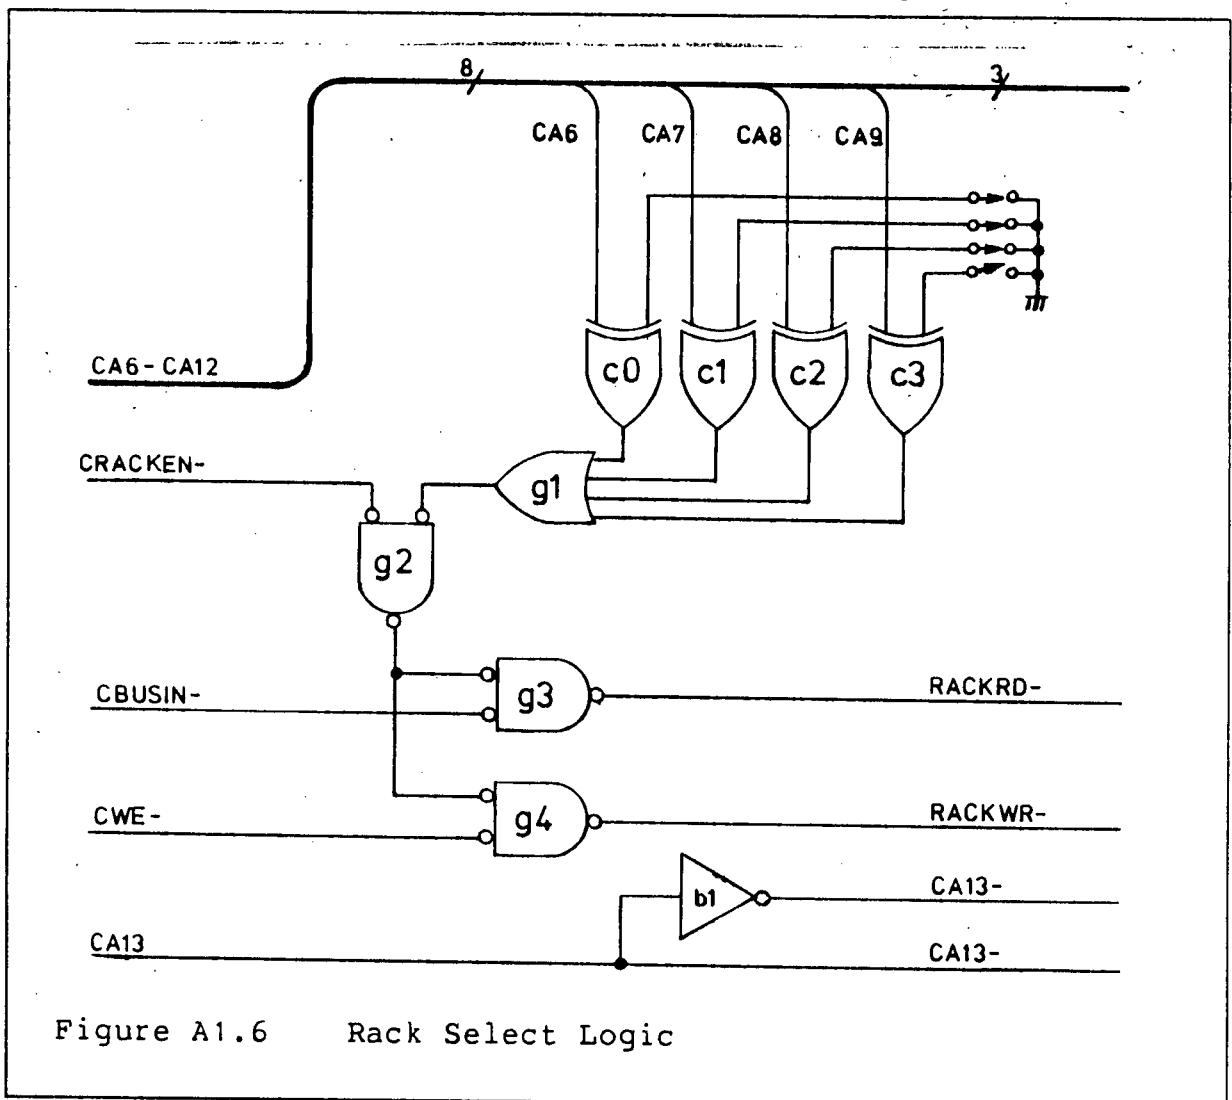 8 3
CA6 CA7 CA8 CA9
CA6-CA12
c0 c1 c2 c3
CRACKEN-
g1
g2
CBUSIN- g3 RACKRD-
CWE- g4 RACKWR-
b1 CA13-
CA13 CA13-
Figure A1.6 Rack Select Logic